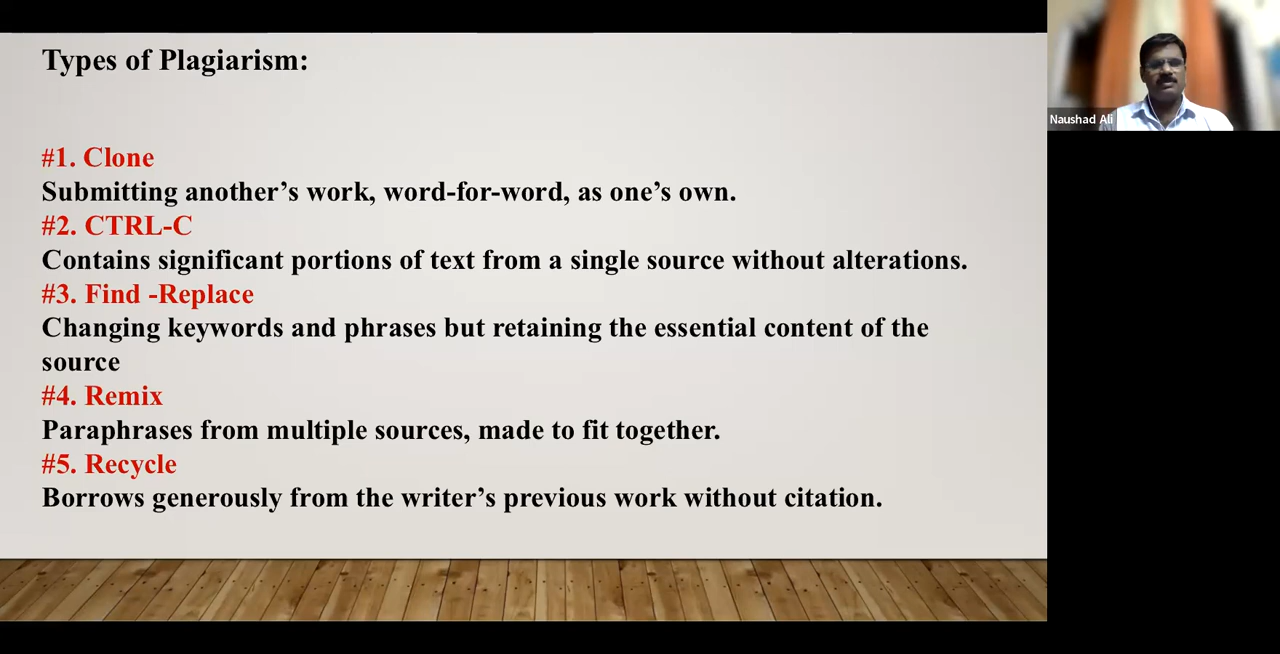 Types of Plagiarism:
#1. Clone
Submitting another’s work, word-for-word, as one’s own.
#2. CTRL-C
Contains significant portions of text from a single source without alterations.
#3. Find -Replace
Changing keywords and phrases but retaining the essential content of the
source
#4. Remix
Paraphrases from multiple sources, made to fit together.
#5. Recycle
Borrows generously from the writer’s previous work without citation.
Naushad Ali